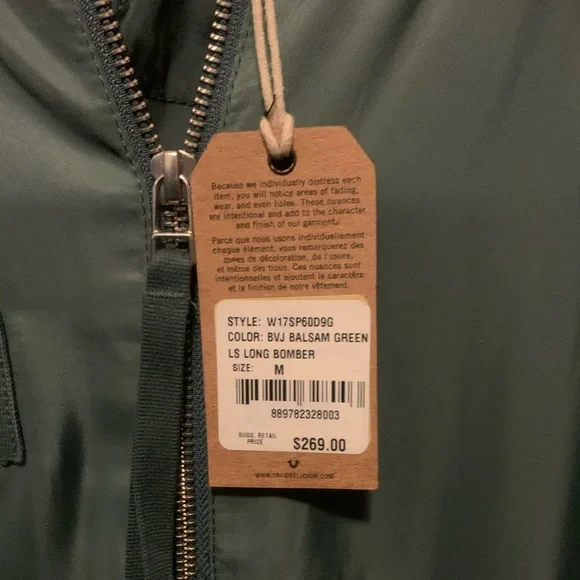 Because we individually distress each
item, you will notice areas of fading,
wear, and even holes. These nuances
are intentional and add to the character
and finish of our garment.
Parce que nous usons individuellement
chaque élément, vous remarquerez des
zones de décoloration, de l'usure,
et même des trous. Ces nuances sont
intentionnelles et ajoutent le caractère
et la finition de notre vêtement.
STYLE: W17SP60D9G
COLOR: BVJ BALSAM GREEN
LS LONG BOMBER
SIZE: M
889782328003
SUGG. RETAIL
PRICE $269.00
WWW.TRUERELIGION.COM